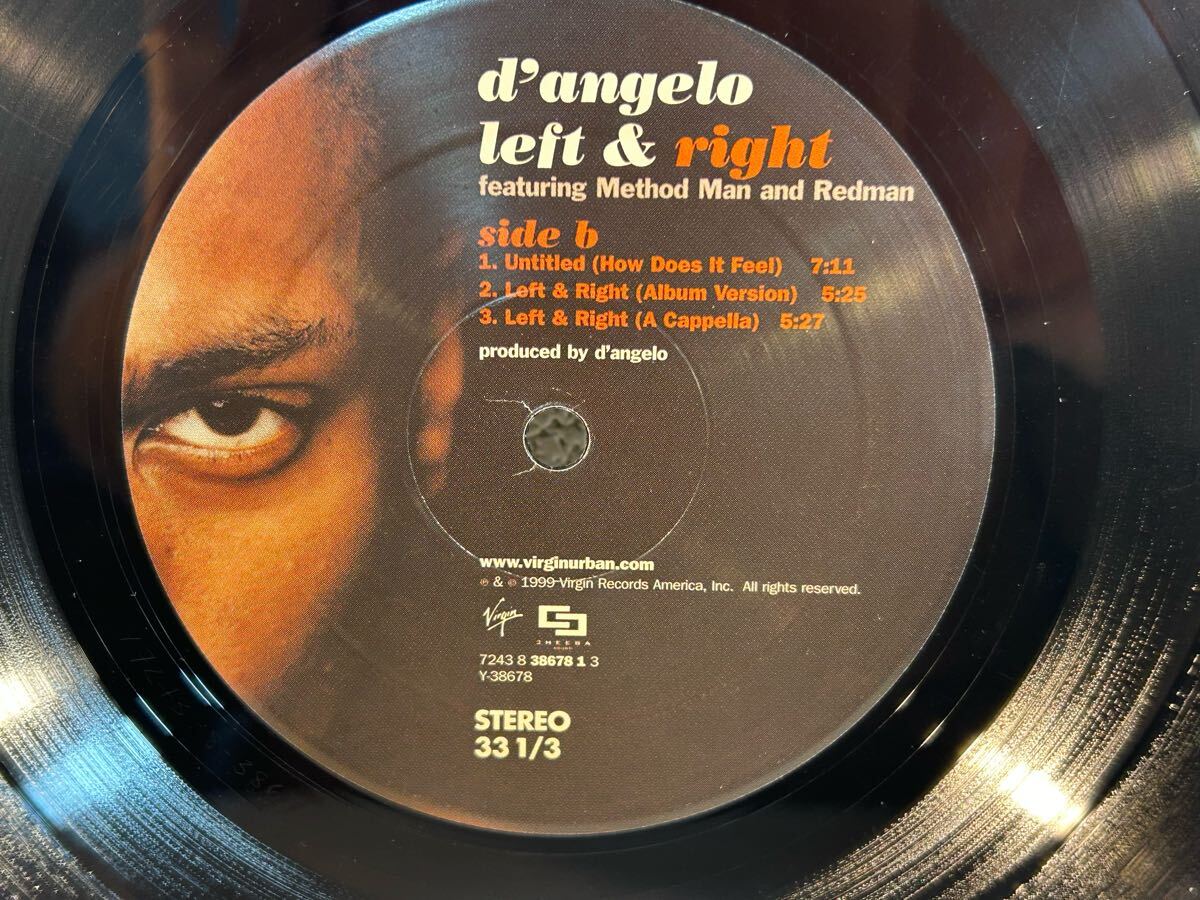 d'angelo
left & right
featuring Method Man and Redman
side b
1. Untitled (How Does It Feel) 7:11
2. Left & Right (Album Version) 5:25
3. Left & Right (A Cappella) 5:27
produced by d'angelo
www.virginurban.com
℗ & © 1999 Virgin Records America, Inc. All rights reserved.
Virgin
7243 8 38678 1 3
Y-38678
STEREO
33 1/3